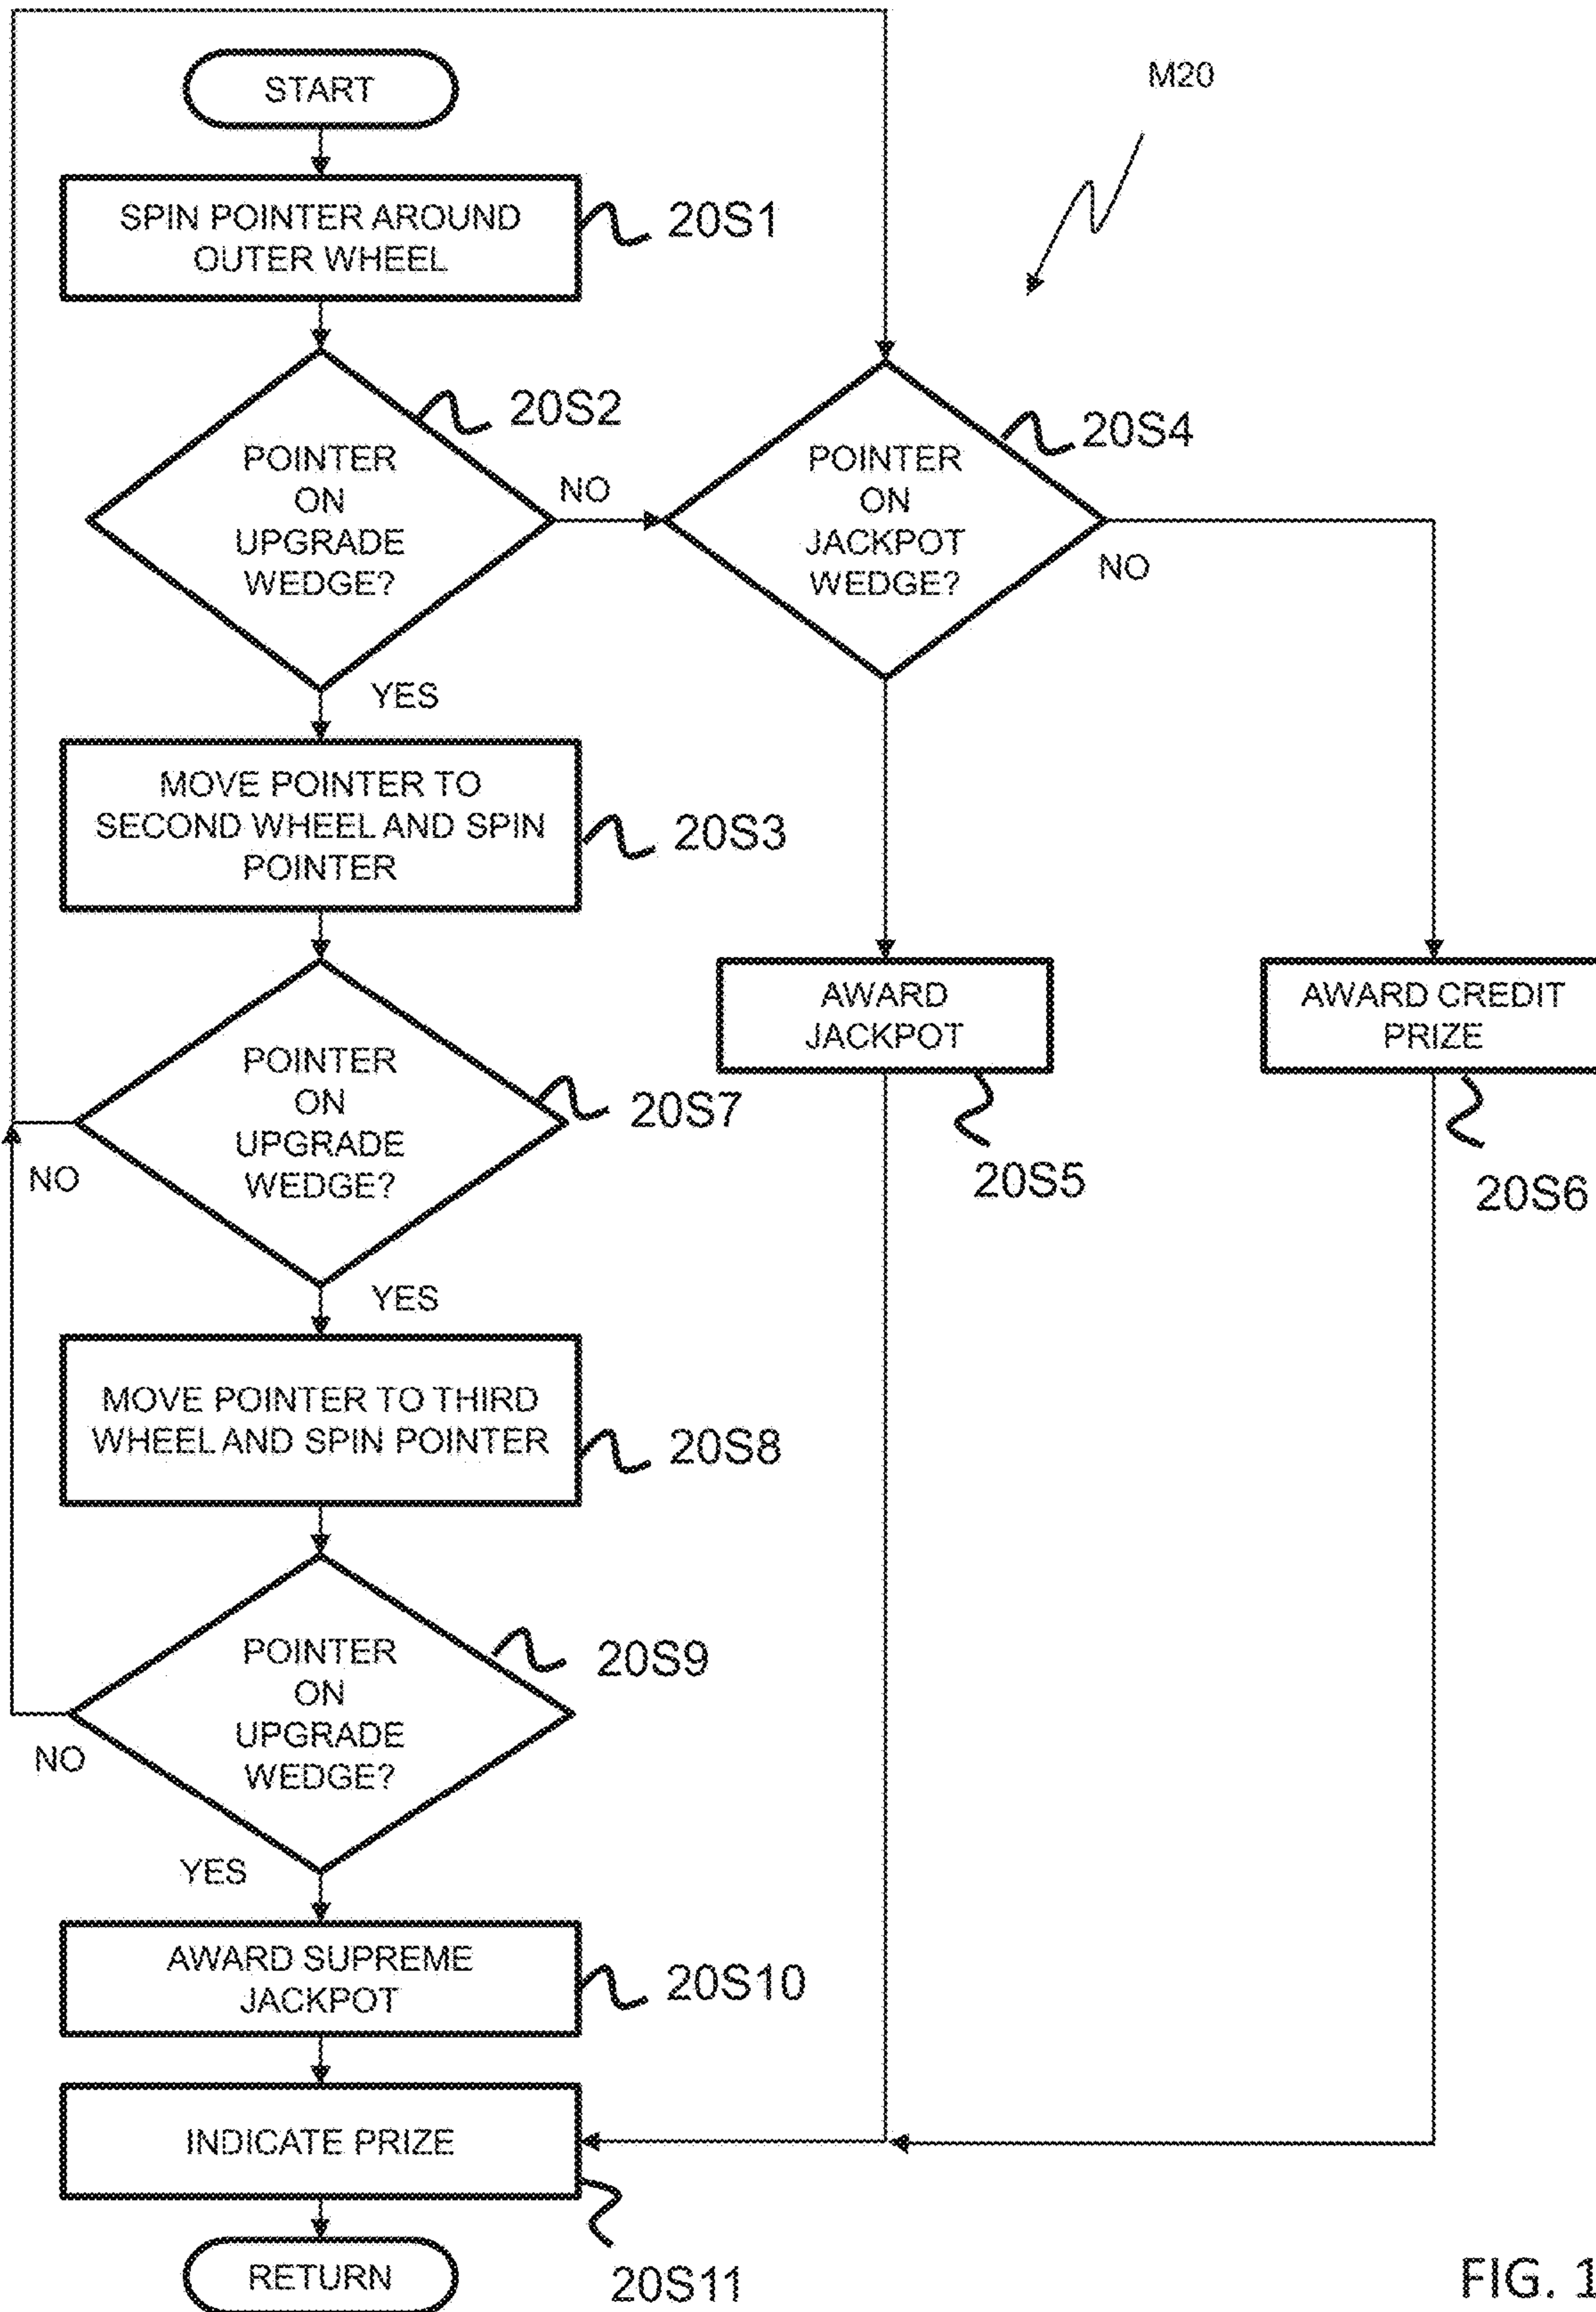 M20
START
SPIN POINTER AROUND
OUTER WHEEL
20S1
20S2
POINTER
ON
UPGRADE
WEDGE?
NO
YES
20S4
POINTER
ON
JACKPOT
WEDGE?
NO
MOVE POINTER TO
SECOND WHEEL AND SPIN
POINTER
20S3
AWARD
JACKPOT
20S5
AWARD CREDIT
PRIZE
20S6
POINTER
ON
UPGRADE
WEDGE?
20S7
NO
YES
MOVE POINTER TO THIRD
WHEEL AND SPIN POINTER
20S8
POINTER
ON
UPGRADE
WEDGE?
20S9
NO
YES
AWARD SUPREME
JACKPOT
20S10
INDICATE PRIZE
20S11
RETURN
FIG. 1